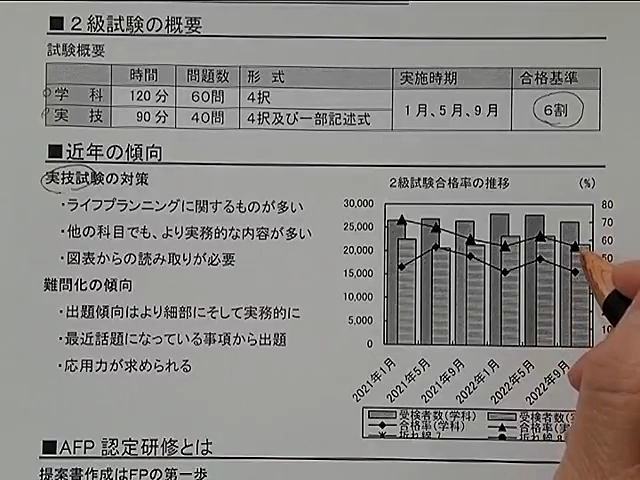 ■2級試験の概要
試験概要
時間 問題数 形 式 実施時期 合格基準
学 科 120分 60問 4択 1月、5月、9月 6割
実 技 90分 40問 4択及び一部記述式
■近年の傾向
実技試験の対策
・ライフプランニングに関するものが多い
・他の科目でも、より実務的な内容が多い
・図表からの読み取りが必要
難問化の傾向
・出題傾向はより細部にそして実務的に
・最近話題になっている事項から出題
・応用力が求められる
2級試験合格率の推移 (%)
30,000 80
25,000 70
20,000 60
15,000
10,000
5,000
0
2021年1月 2021年5月 2021年9月 2022年1月 2022年5月 2022年9月
受検者数(学科) 受検者数
合格率(学科) 合格率
折れ線 7 折れ線 8
■AFP 認定研修とは
提案書作成はFPの第一歩